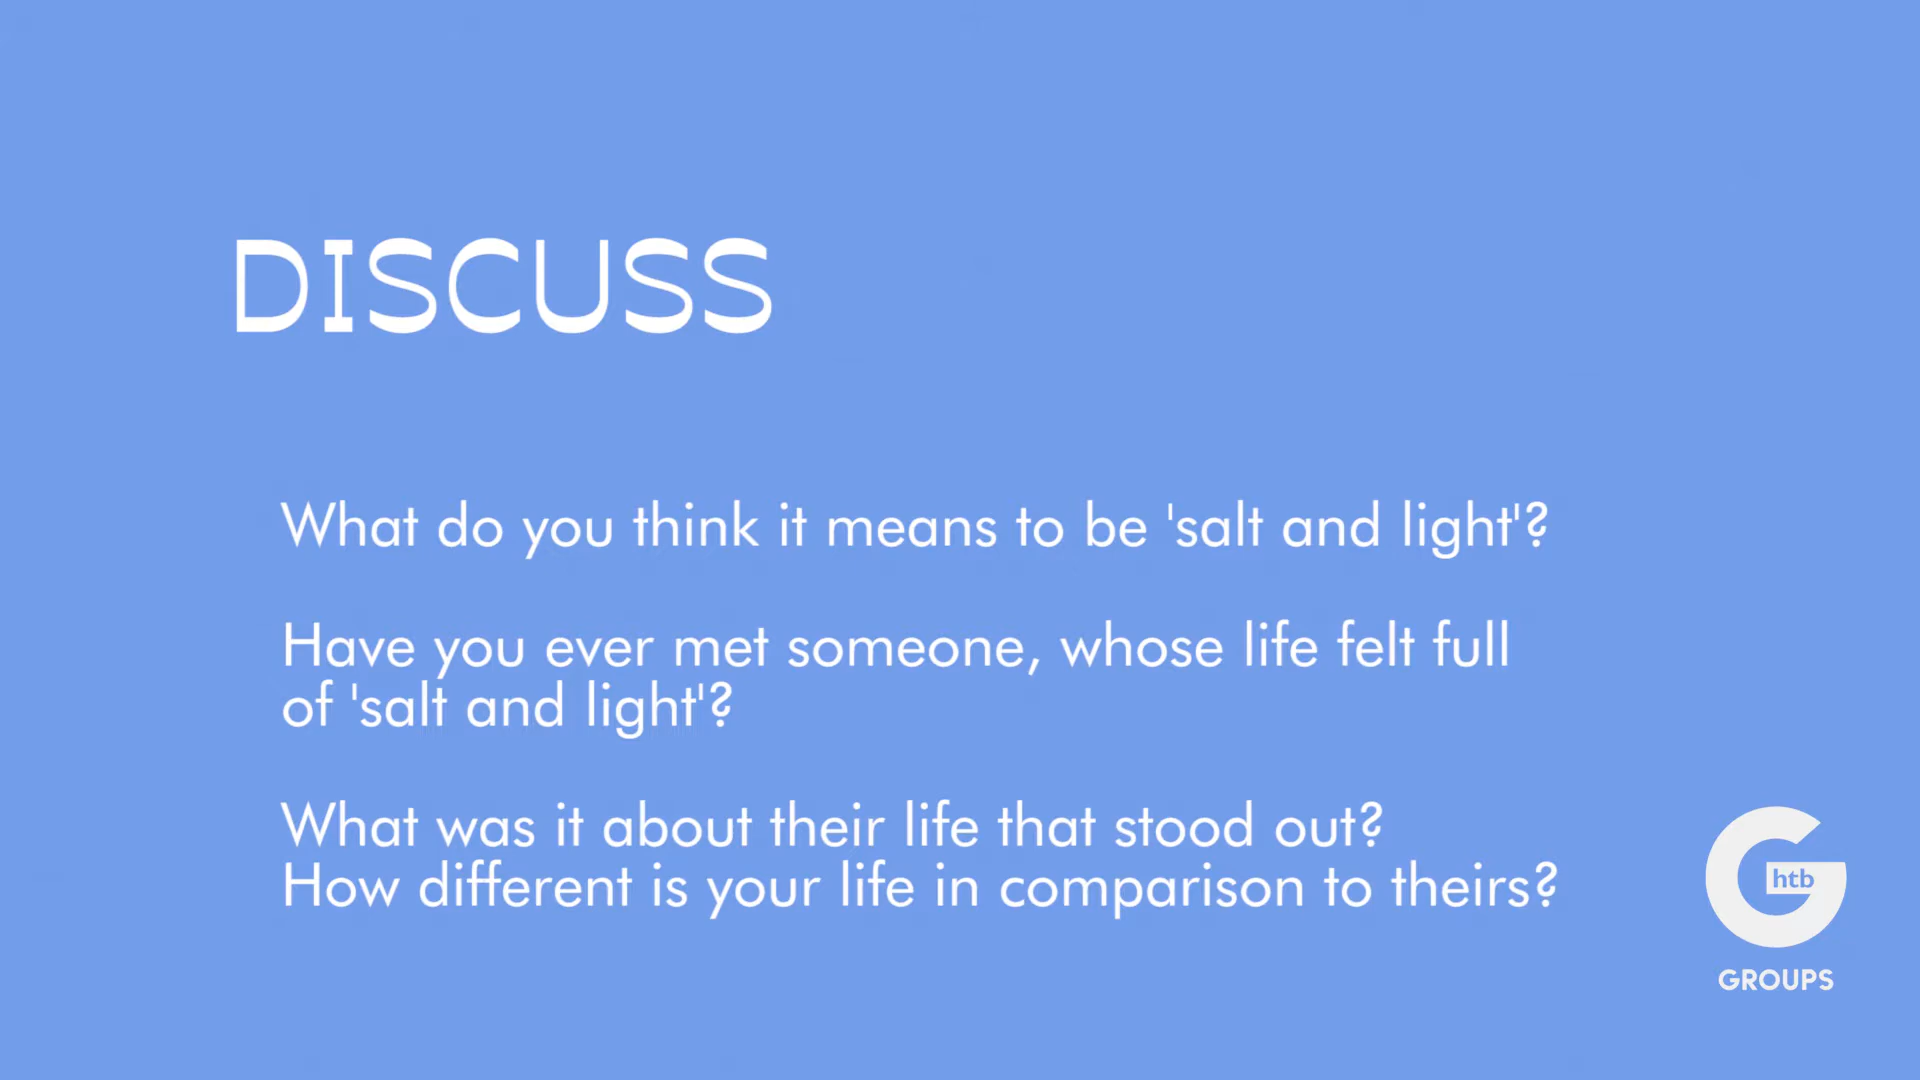 DISCUSS
What do you think it means to be 'salt and light'?
Have you ever met someone, whose life felt full
of 'salt and light'?
What was it about their life that stood out?
How different is your life in comparison to theirs?
htb
GROUPS